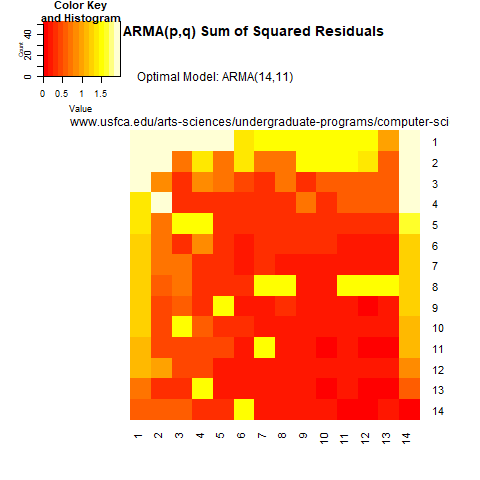 Color Key
and Histogram
Count
0 20 40
0 0.5 1 1.5
Value
ARMA(p,q) Sum of Squared Residuals
Optimal Model: ARMA(14,11)
www.usfca.edu/arts-sciences/undergraduate-programs/computer-sci
1
2
3
4
5
6
7
8
9
10
11
12
13
14
1 2 3 4 5 6 7 8 9 10 11 12 13 14